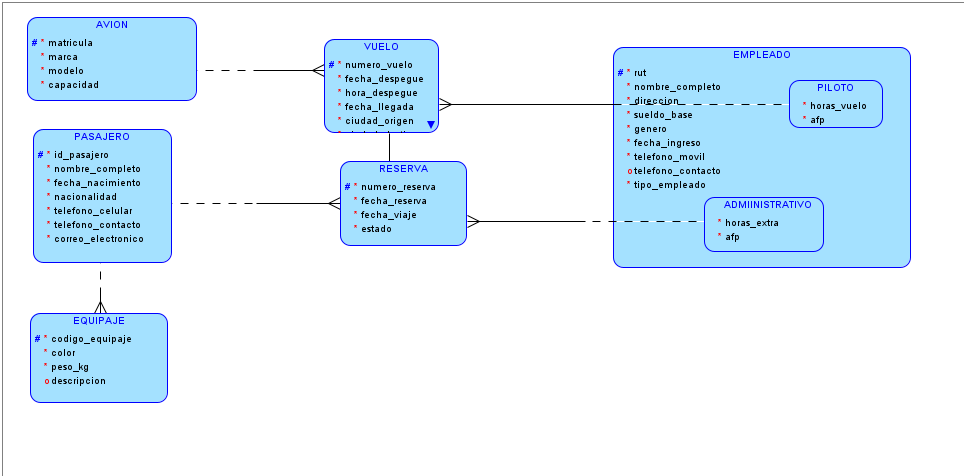 AVION
# * matricula
* marca
* modelo
* capacidad
VUELO
# * numero_vuelo
* fecha_despegue
* hora_despegue
* fecha_llegada
* ciudad_origen
EMPLEADO
# * rut
* nombre_completo
* direccion
* sueldo_base
* genero
* fecha_ingreso
* telefono_movil
o telefono_contacto
* tipo_empleado
PILOTO
* horas_vuelo
* afp
ADMIINISTRATIVO
* horas_extra
* afp
PASAJERO
# * id_pasajero
* nombre_completo
* fecha_nacimiento
* nacionalidad
* telefono_celular
* telefono_contacto
* correo_electronico
RESERVA
# * numero_reserva
* fecha_reserva
* fecha_viaje
* estado
EQUIPAJE
# * codigo_equipaje
* color
* peso_kg
o descripcion